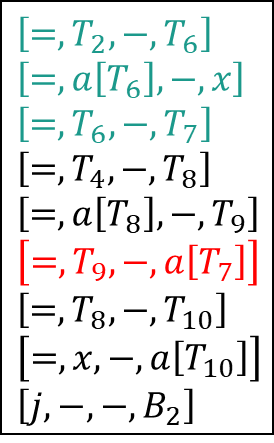 [=, T₂, −, T₆]
[=, a[T₆], −, x]
[=, T₆, −, T₇]
[=, T₄, −, T₈]
[=, a[T₈], −, T₉]
[=, T₉, −, a[T₇]]
[=, T₈, −, T₁₀]
[=, x, −, a[T₁₀]]
[j, −, −, B₂]